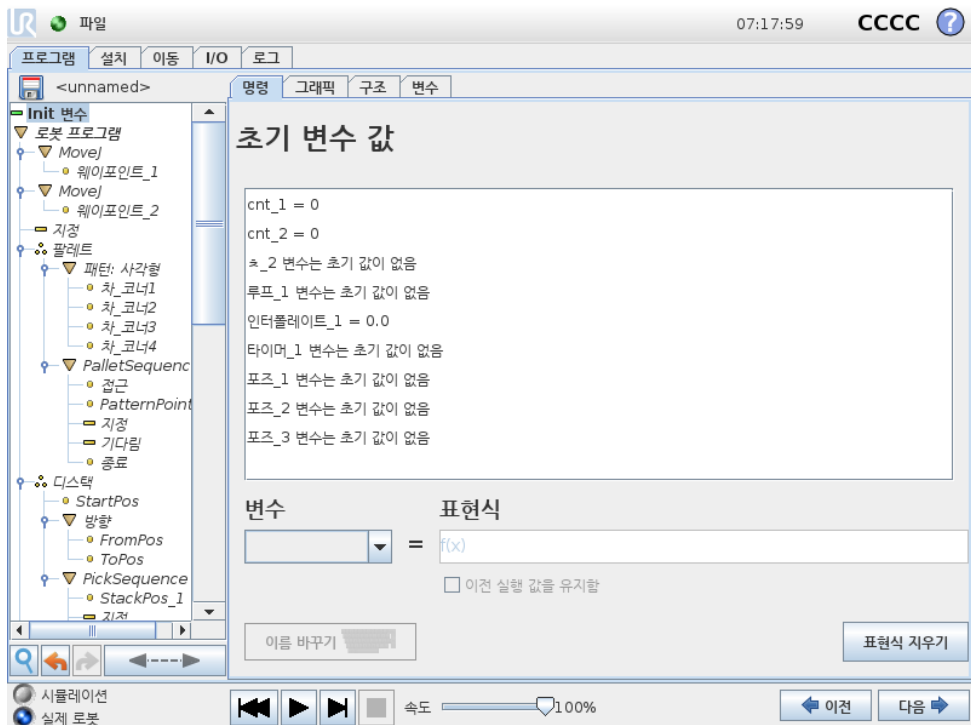 UR 파일 07:17:59 CCCC ?
프로그램 설치 이동 I/O 로그
<unnamed> 명령 그래픽 구조 변수
Init 변수
로봇 프로그램
MoveJ
웨이포인트_1
MoveJ
웨이포인트_2
지정
팔레트
패턴: 사각형
차_코너1
차_코너2
차_코너3
차_코너4
PalletSequenc
접근
PatternPoint
지정
기다림
종료
디스택
StartPos
방향
FromPos
ToPos
PickSequence
StackPos_1
지정
초기 변수 값
cnt_1 = 0
cnt_2 = 0
ㅊ_2 변수는 초기 값이 없음
루프_1 변수는 초기 값이 없음
인터폴레이트_1 = 0.0
타이머_1 변수는 초기 값이 없음
포즈_1 변수는 초기 값이 없음
포즈_2 변수는 초기 값이 없음
포즈_3 변수는 초기 값이 없음
변수 표현식
= f(x)
이전 실행 값을 유지함
이름 바꾸기 표현식 지우기
시뮬레이션
실제 로봇
속도 100% 이전 다음